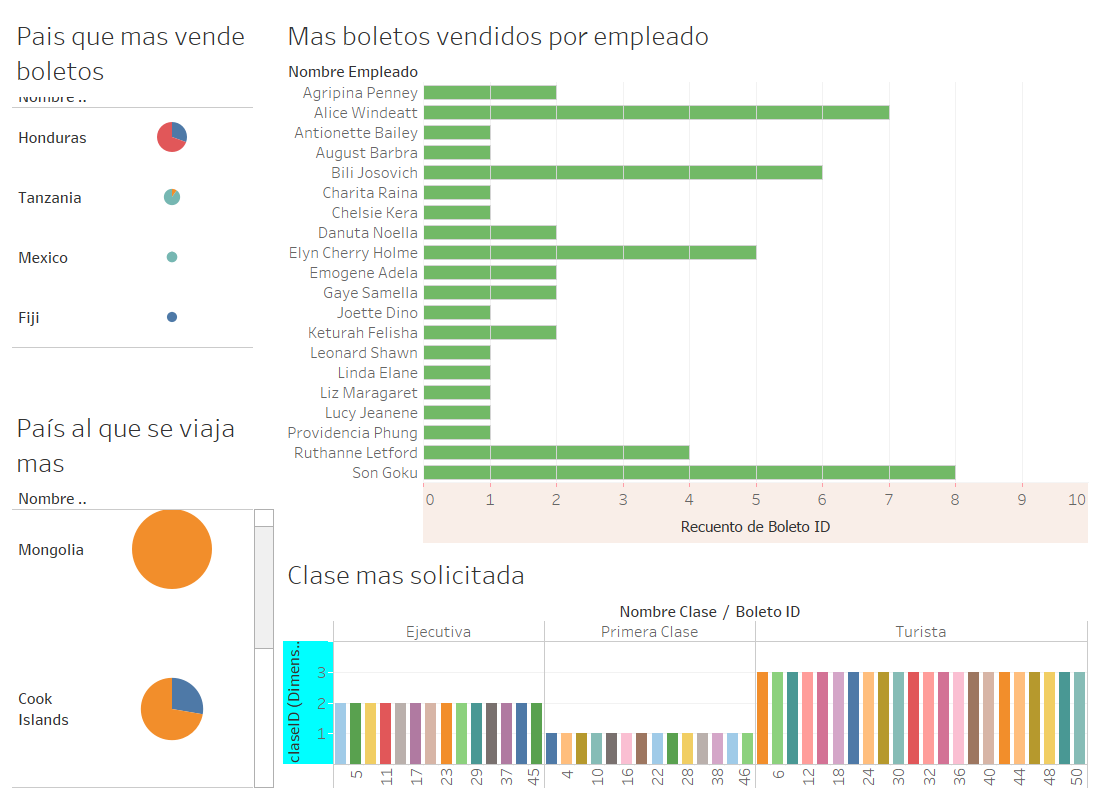 Pais que mas vende
boletos
Nombre ..
Honduras
Tanzania
Mexico
Fiji
País al que se viaja
mas
Nombre ..
Mongolia
Cook
Islands
Mas boletos vendidos por empleado
Nombre Empleado
Agripina Penney
Alice Windeatt
Antionette Bailey
August Barbra
Bili Josovich
Charita Raina
Chelsie Kera
Danuta Noella
Elyn Cherry Holme
Emogene Adela
Gaye Samella
Joette Dino
Keturah Felisha
Leonard Shawn
Linda Elane
Liz Maragaret
Lucy Jeanene
Providencia Phung
Ruthanne Letford
Son Goku
0 1 2 3 4 5 6 7 8 9 10
Recuento de Boleto ID
Clase mas solicitada
Nombre Clase / Boleto ID
Ejecutiva Primera Clase Turista
claseID (Dimens..
3
2
1
5 11 17 23 29 37 45 4 10 16 22 28 38 46 6 12 18 24 30 32 36 40 44 48 50